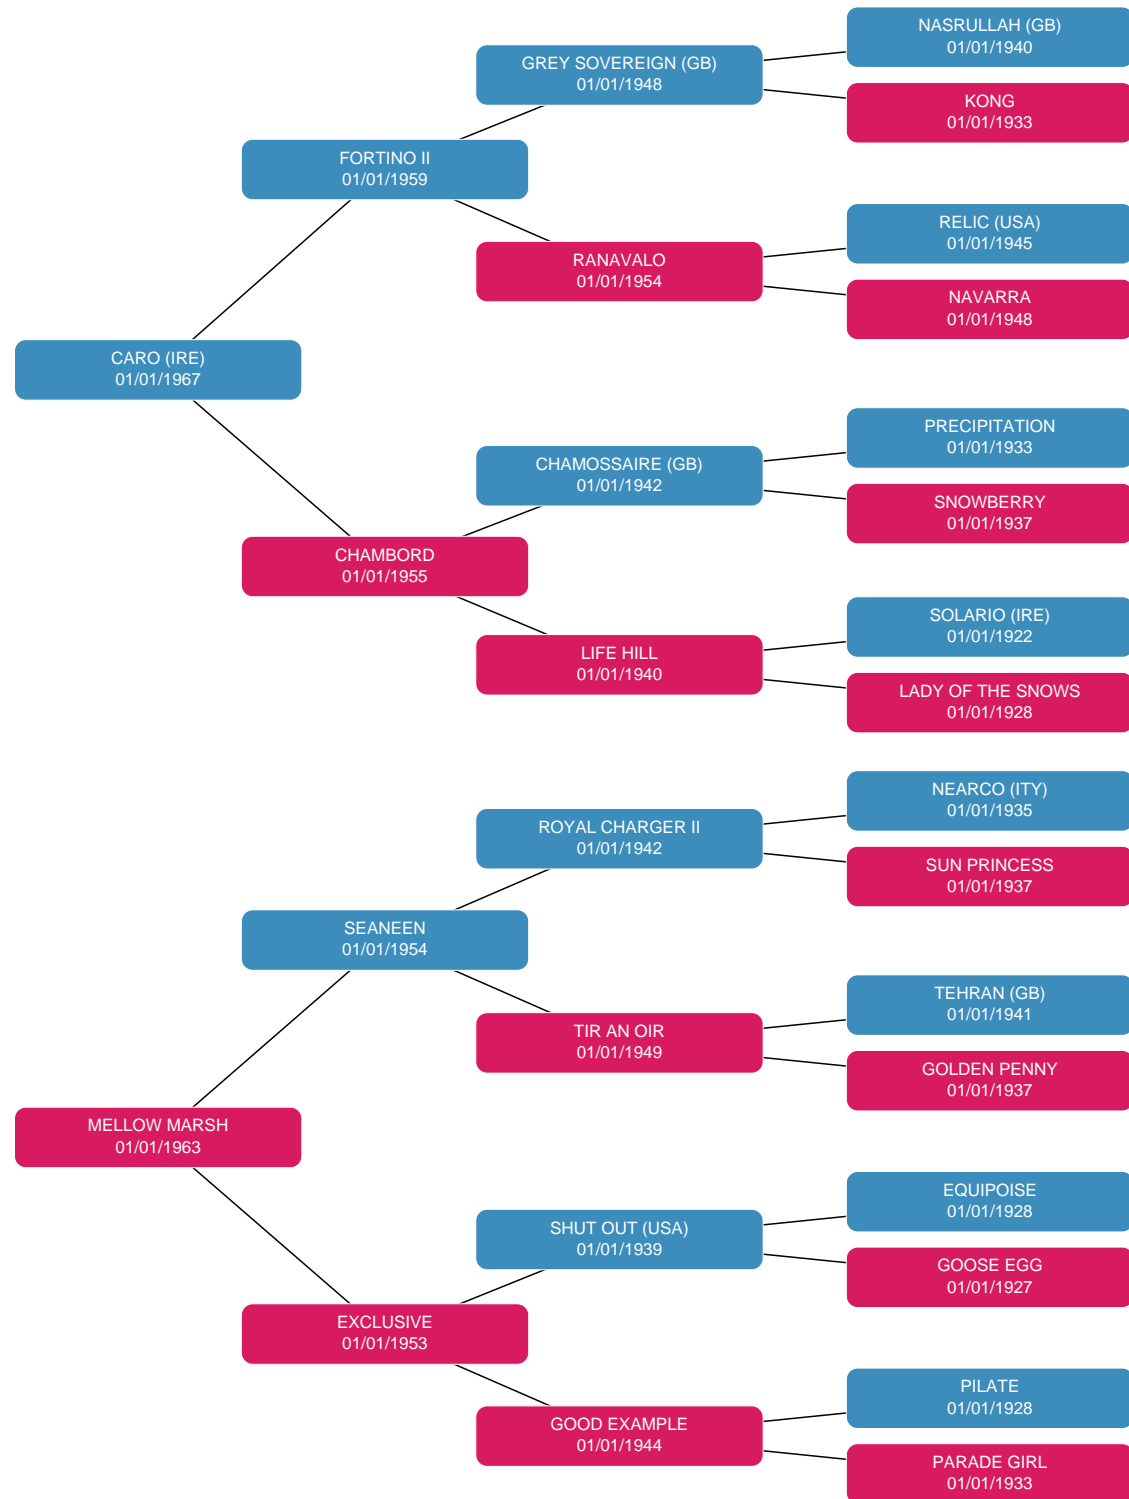 NASRULLAH (GB)
01/01/1940
GREY SOVEREIGN (GB)
01/01/1948
KONG
01/01/1933
FORTINO II
01/01/1959
RELIC (USA)
01/01/1945
RANAVALO
01/01/1954
NAVARRA
01/01/1948
CARO (IRE)
01/01/1967
PRECIPITATION
01/01/1933
CHAMOSSAIRE (GB)
01/01/1942
SNOWBERRY
01/01/1937
CHAMBORD
01/01/1955
SOLARIO (IRE)
01/01/1922
LIFE HILL
01/01/1940
LADY OF THE SNOWS
01/01/1928
NEARCO (ITY)
01/01/1935
ROYAL CHARGER II
01/01/1942
SUN PRINCESS
01/01/1937
SEANEEN
01/01/1954
TEHRAN (GB)
01/01/1941
TIR AN OIR
01/01/1949
GOLDEN PENNY
01/01/1937
MELLOW MARSH
01/01/1963
EQUIPOISE
01/01/1928
SHUT OUT (USA)
01/01/1939
GOOSE EGG
01/01/1927
EXCLUSIVE
01/01/1953
PILATE
01/01/1928
GOOD EXAMPLE
01/01/1944
PARADE GIRL
01/01/1933